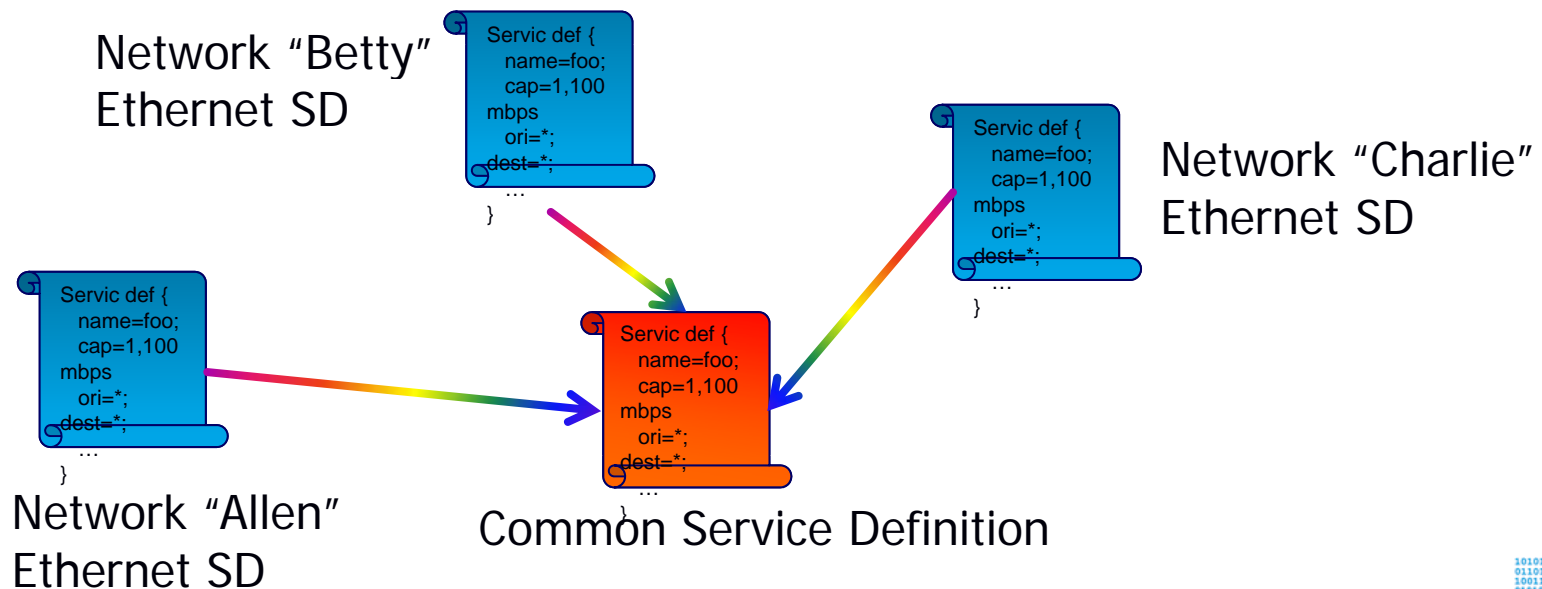 Network “Betty”
Ethernet SD
Servic def {
name=foo;
cap=1,100
mbps
ori=*;
dest=*;
…
}
Servic def {
name=foo;
cap=1,100
mbps
ori=*;
dest=*;
…
}
Network “Charlie”
Ethernet SD
Servic def {
name=foo;
cap=1,100
mbps
ori=*;
dest=*;
…
}
Network “Allen”
Ethernet SD
Servic def {
name=foo;
cap=1,100
mbps
ori=*;
dest=*;
…
}
Common Service Definition